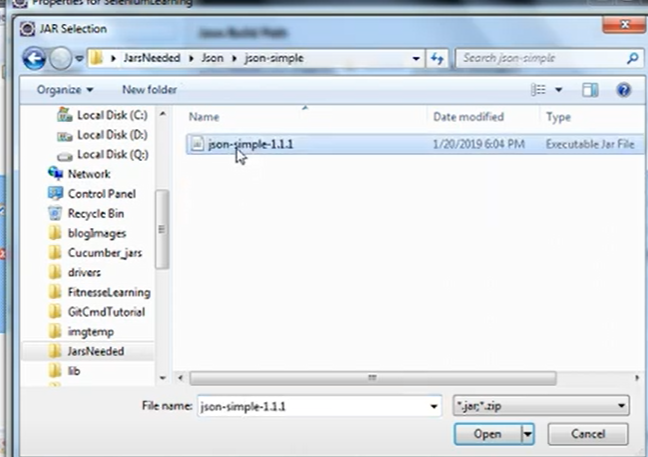 Properties for SeleniumLearning
Java Build Path
JAR Selection
JarsNeeded Json json-simple
Search json-simple
Organize New folder
Name Date modified Type
json-simple-1.1.1 1/20/2019 6:04 PM Executable Jar File
Local Disk (C:)
Local Disk (D:)
Local Disk (Q:)
Network
Control Panel
Recycle Bin
blogImages
Cucumber_jars
drivers
FitnesseLearning
GitCmdTutorial
imgtemp
JarsNeeded
lib
File name: json-simple-1.1.1 *.jar;*.zip
Open Cancel